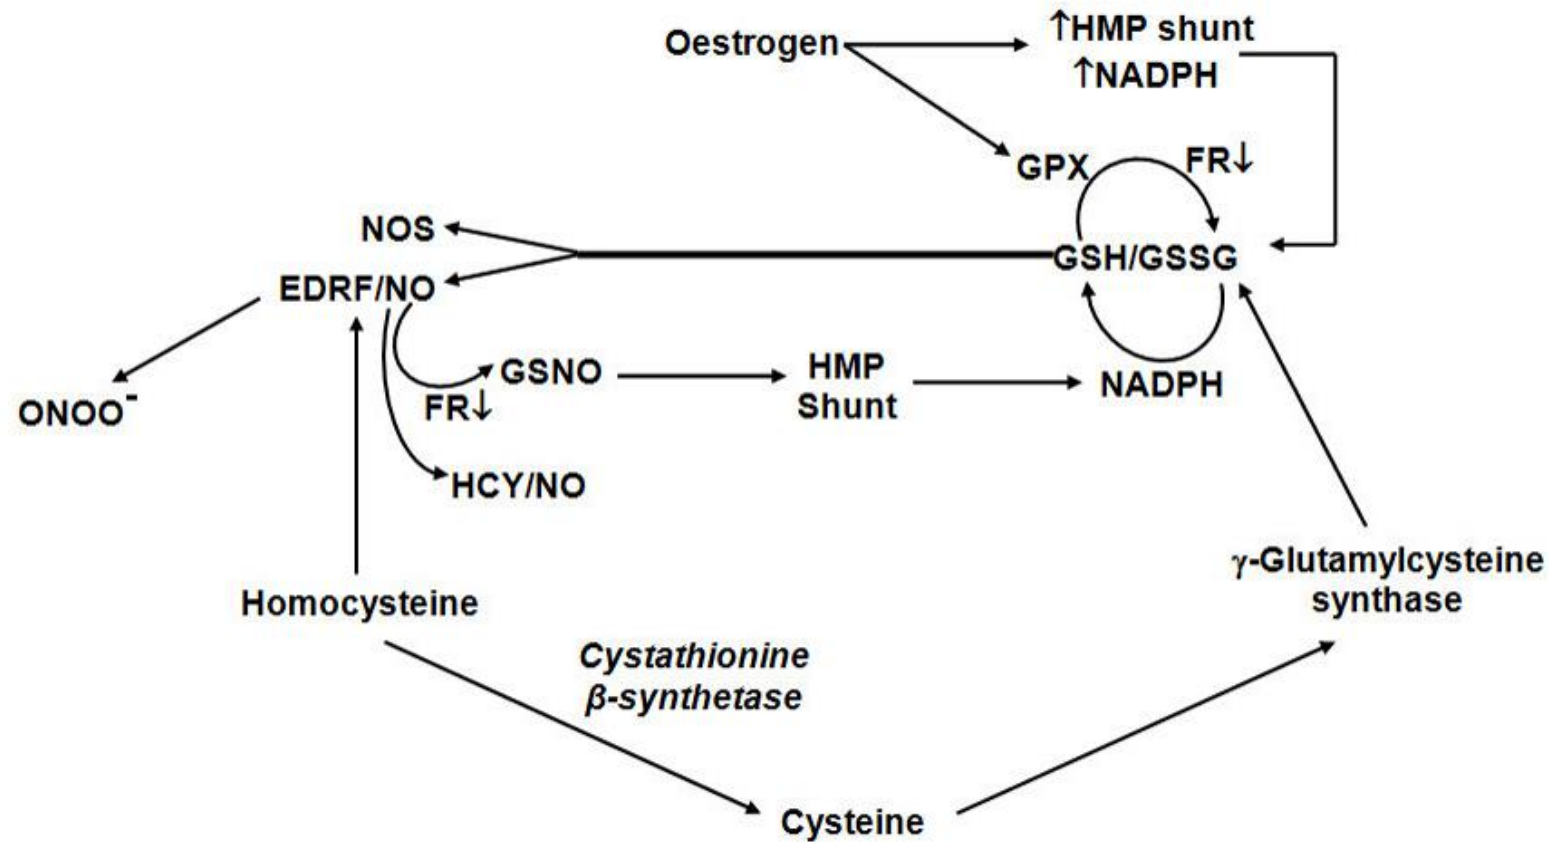 Oestrogen
↑HMP shunt
↑NADPH
GPX
FR↓
NOS
GSH/GSSG
EDRF/NO
GSNO
HMP
Shunt
NADPH
FR↓
ONOO⁻
HCY/NO
γ-Glutamylcysteine
synthase
Homocysteine
Cystathionine
β-synthetase
Cysteine